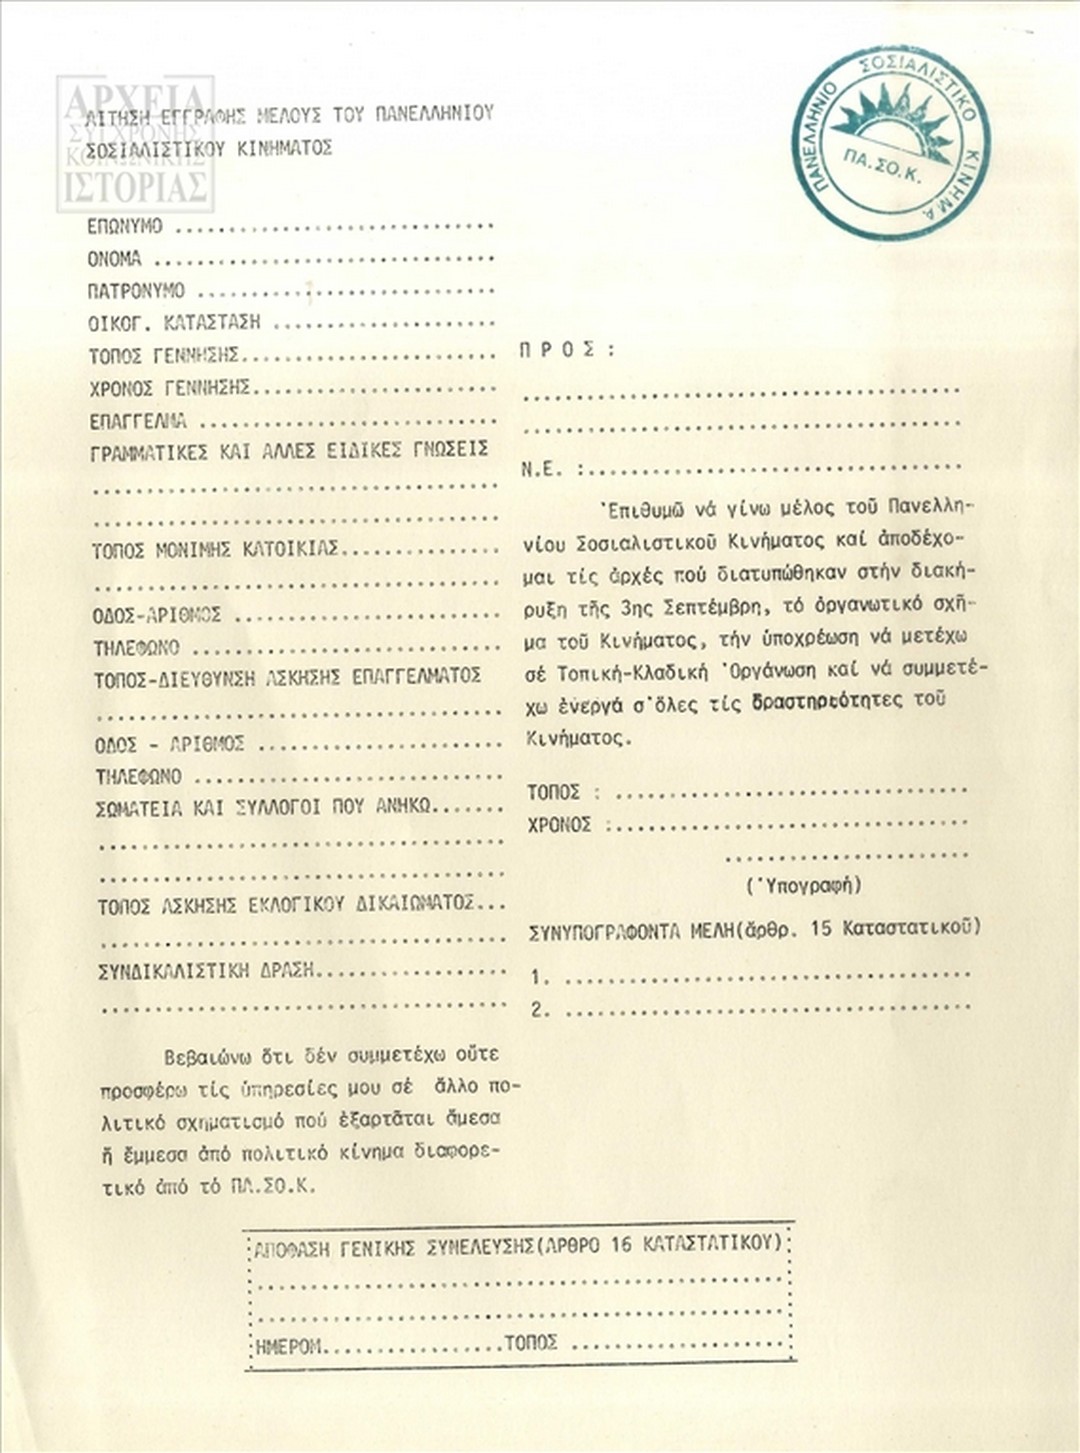 ΑΡΧΕΙΑ
ΣΥΓΧΡΟΝΗΣ
ΚΟΙΝΩΝΙΚΗΣ
ΙΣΤΟΡΙΑΣ
ΑΙΤΗΣΗ ΕΓΓΡΑΦΗΣ ΜΕΛΟΥΣ ΤΟΥ ΠΑΝΕΛΛΗΝΙΟΥ
ΣΟΣΙΑΛΙΣΤΙΚΟΥ ΚΙΝΗΜΑΤΟΣ
ΠΑΝΕΛΛΗΝΙΟ ΣΟΣΙΑΛΙΣΤΙΚΟ ΚΙΝΗΜΑ
ΠΑ.ΣΟ.Κ.
ΕΠΩΝΥΜΟ ..............................
ΟΝΟΜΑ ................................
ΠΑΤΡΟΝΥΜΟ ............................
ΟΙΚΟΓ. ΚΑΤΑΣΤΑΣΗ .....................
ΤΟΠΟΣ ΓΕΝΝΗΣΗΣ........................
ΧΡΟΝΟΣ ΓΕΝΝΗΣΗΣ.......................
ΕΠΑΓΓΕΛΜΑ ............................
ΓΡΑΜΜΑΤΙΚΕΣ ΚΑΙ ΑΛΛΕΣ ΕΙΔΙΚΕΣ ΓΝΩΣΕΙΣ
......................................
......................................
ΤΟΠΟΣ ΜΟΝΙΜΗΣ ΚΑΤΟΙΚΙΑΣ...............
......................................
ΟΔΟΣ-ΑΡΙΘΜΟΣ .........................
ΤΗΛΕΦΩΝΟ .............................
ΤΟΠΟΣ-ΔΙΕΥΘΥΝΣΗ ΑΣΚΗΣΗΣ ΕΠΑΓΓΕΛΜΑΤΟΣ
......................................
ΟΔΟΣ - ΑΡΙΘΜΟΣ .......................
ΤΗΛΕΦΩΝΟ .............................
ΣΩΜΑΤΕΙΑ ΚΑΙ ΣΥΛΛΟΓΟΙ ΠΟΥ ΑΝΗΚΩ.......
......................................
......................................
ΤΟΠΟΣ ΑΣΚΗΣΗΣ ΕΚΛΟΓΙΚΟΥ ΔΙΚΑΙΩΜΑΤΟΣ...
......................................
ΣΥΝΔΙΚΑΛΙΣΤΙΚΗ ΔΡΑΣΗ..................
......................................
Βεβαιώνω ὅτι δέν συμμετέχω οὔτε
προσφέρω τίς ὑπηρεσίες μου σέ ἄλλο πο-
λιτικό σχηματισμό πού ἐξαρτᾶται ἄμεσα
ἤ ἔμμεσα ἀπό πολιτικό κίνημα διαφορε-
τικό ἀπό τό ΠΑ.ΣΟ.Κ.
Π Ρ Ο Σ :
.........................................
.........................................
Ν.Ε. :...................................
Ἐπιθυμῶ νά γίνω μέλος τοῦ Πανελλη-
νίου Σοσιαλιστικοῦ Κινήματος καί ἀποδέχο-
μαι τίς ἀρχές πού διατυπώθηκαν στήν διακή-
ρυξη τῆς 3ης Σεπτέμβρη, τό ὀργανωτικό σχῆ-
μα τοῦ Κινήματος, τήν ὑποχρέωση νά μετέχω
σέ Τοπική-Κλαδική Ὀργάνωση καί νά συμμετέ-
χω ἐνεργά σ'ὅλες τίς δραστηριότητες τοῦ
Κινήματος.
ΤΟΠΟΣ : .................................
ΧΡΟΝΟΣ :.................................
.......................
(Ὑπογραφή)
ΣΥΝΥΠΟΓΡΑΦΟΝΤΑ ΜΕΛΗ(ἄρθρ. 15 Καταστατικοῦ)
1. ......................................
2. ......................................
ΑΠΟΦΑΣΗ ΓΕΝΙΚΗΣ ΣΥΝΕΛΕΥΣΗΣ(ΑΡΘΡΟ 16 ΚΑΤΑΣΤΑΤΙΚΟΥ)
..................................................
..................................................
ΗΜΕΡΟΜ.................ΤΟΠΟΣ ....................